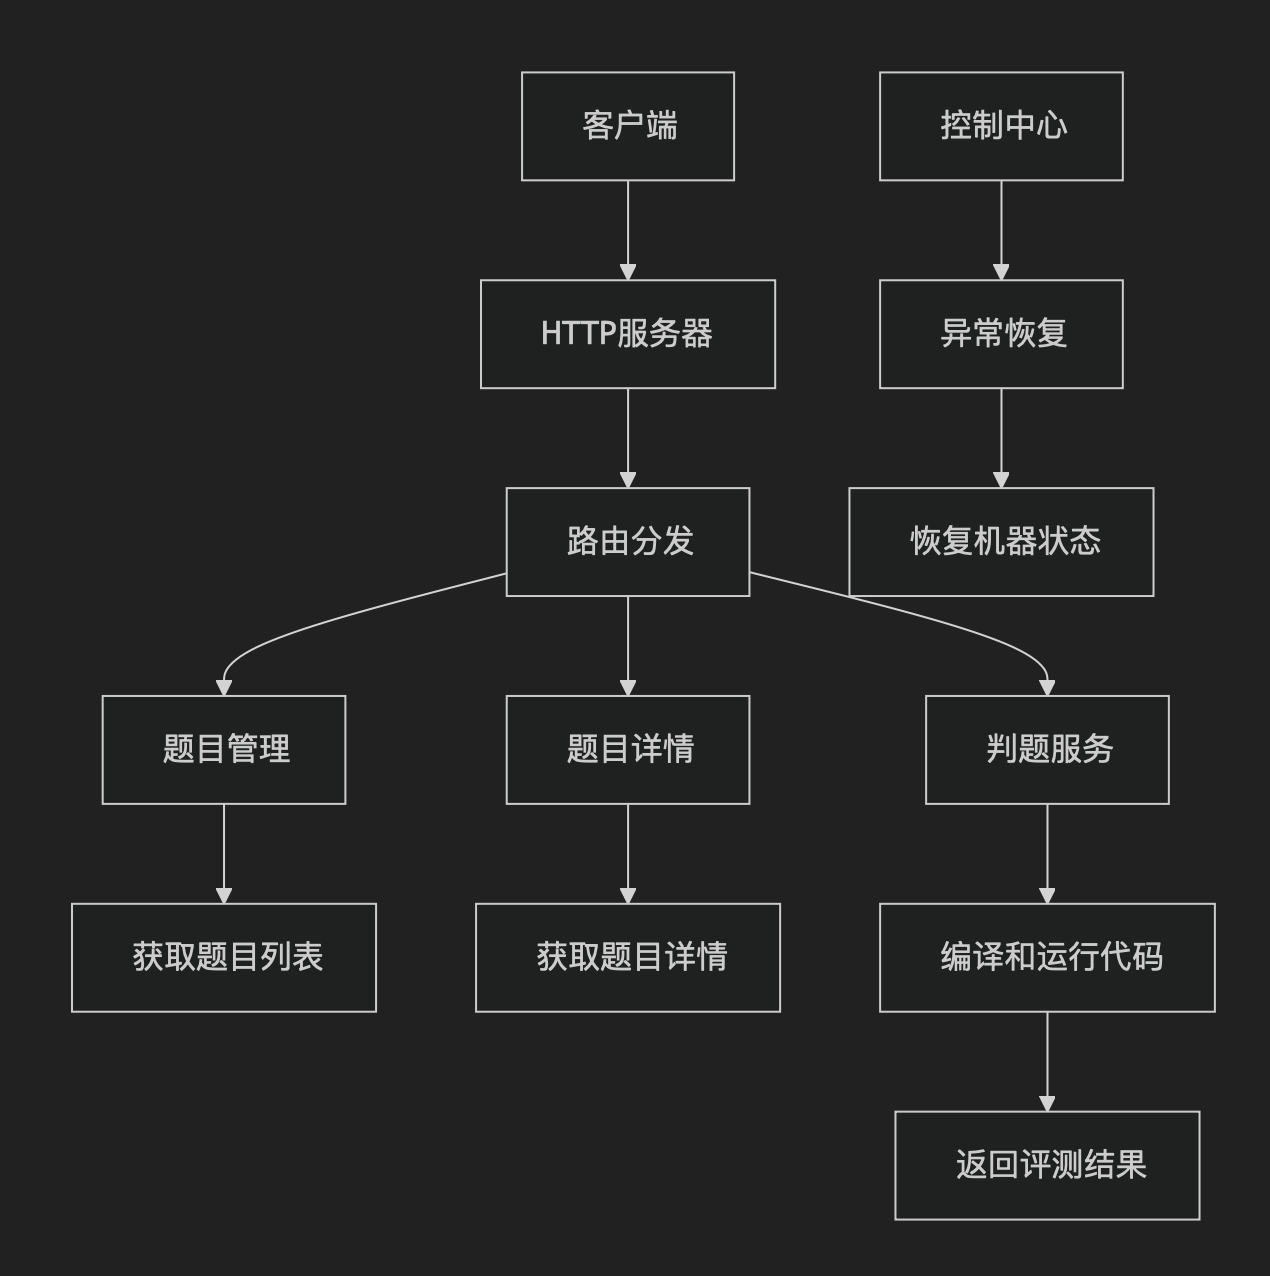 客户端
控制中心
HTTP服务器
异常恢复
路由分发
恢复机器状态
题目管理
题目详情
判题服务
获取题目列表
获取题目详情
编译和运行代码
返回评测结果